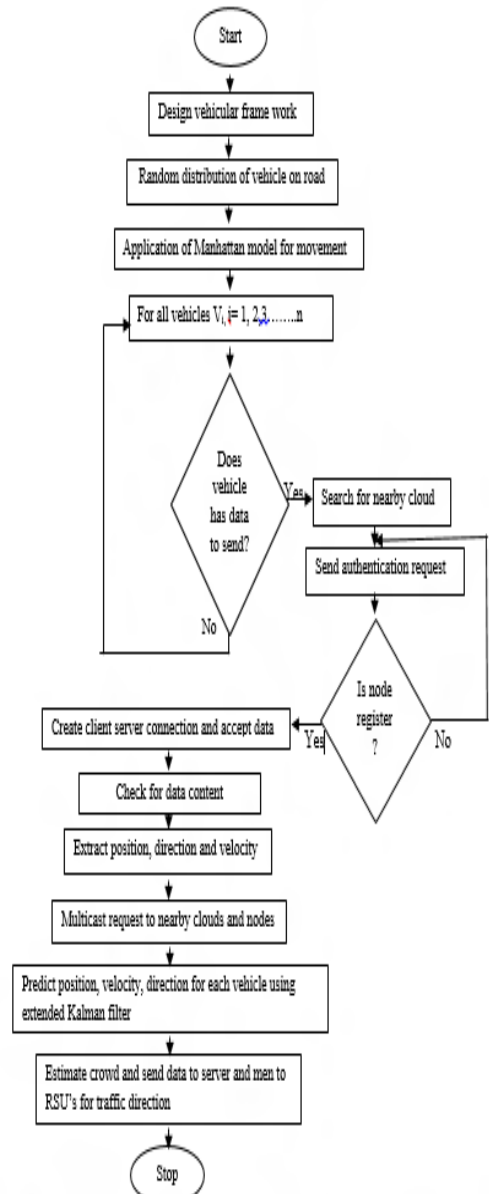 Start
Design vehicular frame work
Random distribution of vehicle on road
Application of Manhattan model for movement
For all vehicles Vi, i= 1, 2,3........n
Does
vehicle
has data
to send?
Yes
Search for nearby cloud
Send authentication request
No
Is node
register
?
Yes
No
Create client server connection and accept data
Check for data content
Extract position, direction and velocity
Multicast request to nearby clouds and nodes
Predict position, velocity, direction for each vehicle using
extended Kalman filter
Estimate crowd and send data to server and men to
RSU's for traffic direction
Stop